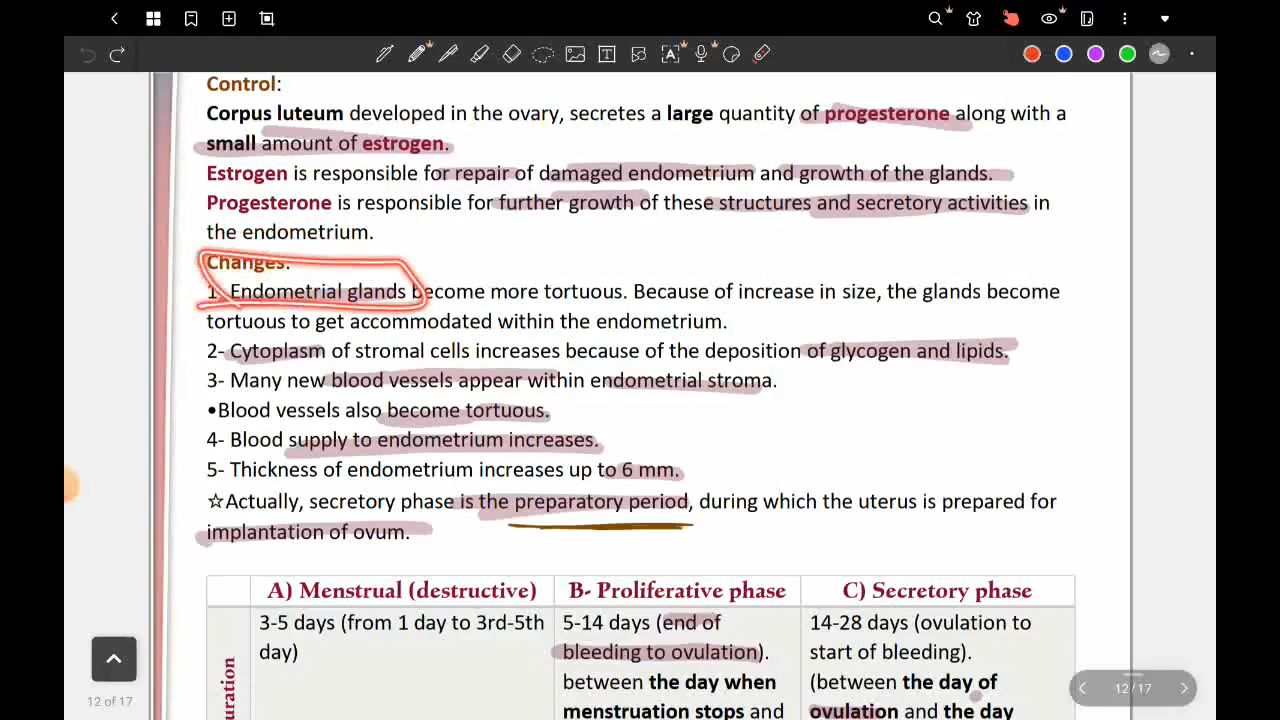 Control:
Corpus luteum developed in the ovary, secretes a large quantity of progesterone along with a
small amount of estrogen.
Estrogen is responsible for repair of damaged endometrium and growth of the glands.
Progesterone is responsible for further growth of these structures and secretory activities in
the endometrium.
Changes:
1- Endometrial glands become more tortuous. Because of increase in size, the glands become
tortuous to get accommodated within the endometrium.
2- Cytoplasm of stromal cells increases because of the deposition of glycogen and lipids.
3- Many new blood vessels appear within endometrial stroma.
•Blood vessels also become tortuous.
4- Blood supply to endometrium increases.
5- Thickness of endometrium increases up to 6 mm.
☆Actually, secretory phase is the preparatory period, during which the uterus is prepared for
implantation of ovum.
A) Menstrual (destructive)
B- Proliferative phase
C) Secretory phase
3-5 days (from 1 day to 3rd-5th
day)
5-14 days (end of
bleeding to ovulation).
between the day when
menstruation stops and
14-28 days (ovulation to
start of bleeding).
(between the day of
ovulation and the day
12 of 17
12/17